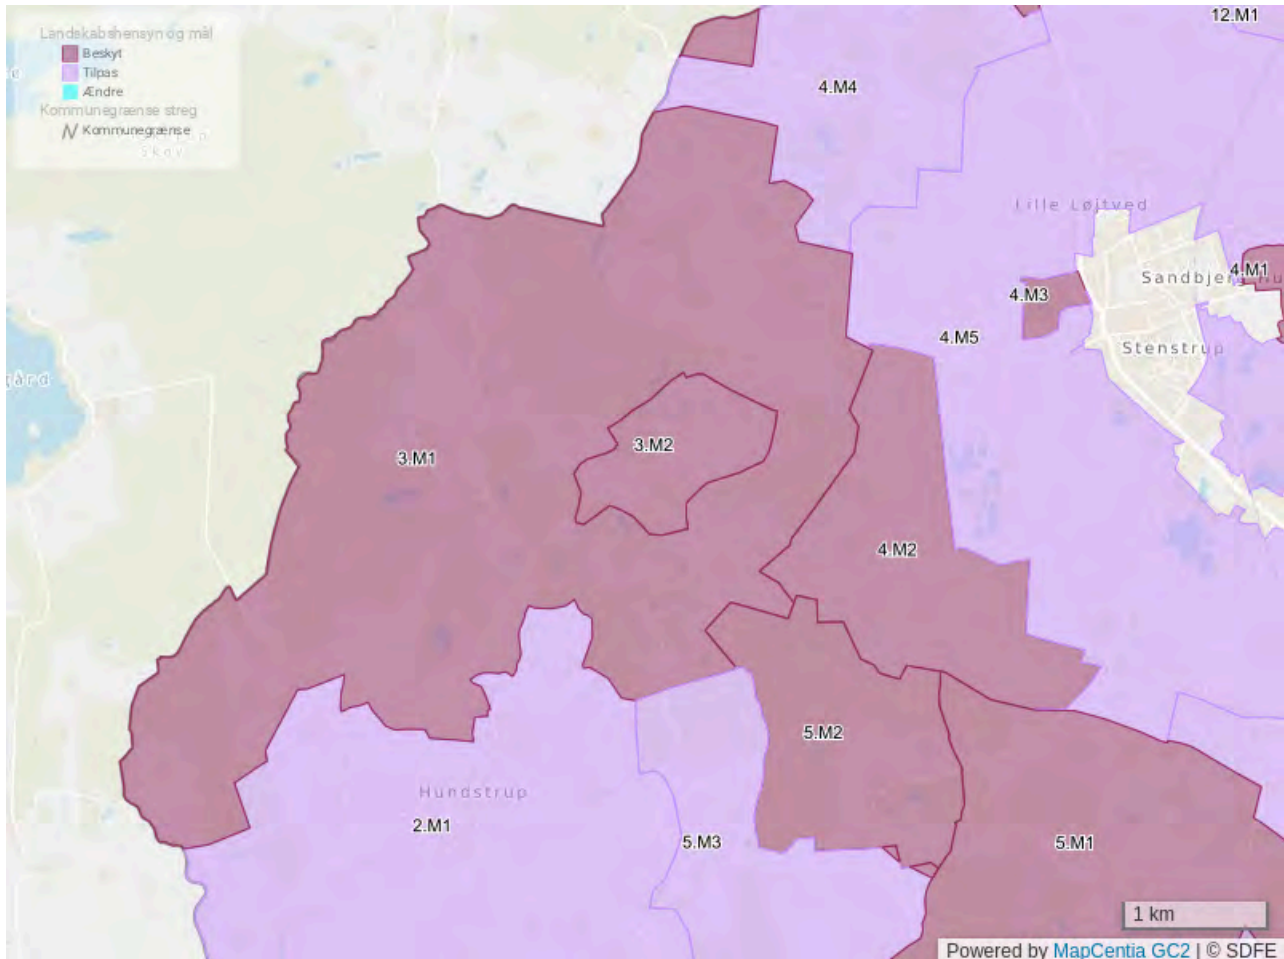 Landskabshensyn og mål
Beskyt
Tilpas
Ændre
Kommunegrænse streg
Kommunegrænse
Skov
12.M1
4.M4
Lille Løjtved
Sandbjerg
4.M1
4.M3
4.M5
Stenstrup
gård
3.M1
3.M2
4.M2
5.M2
Hundstrup
2.M1
5.M3
5.M1
1 km
Powered by MapCentia GC2 | © SDFE